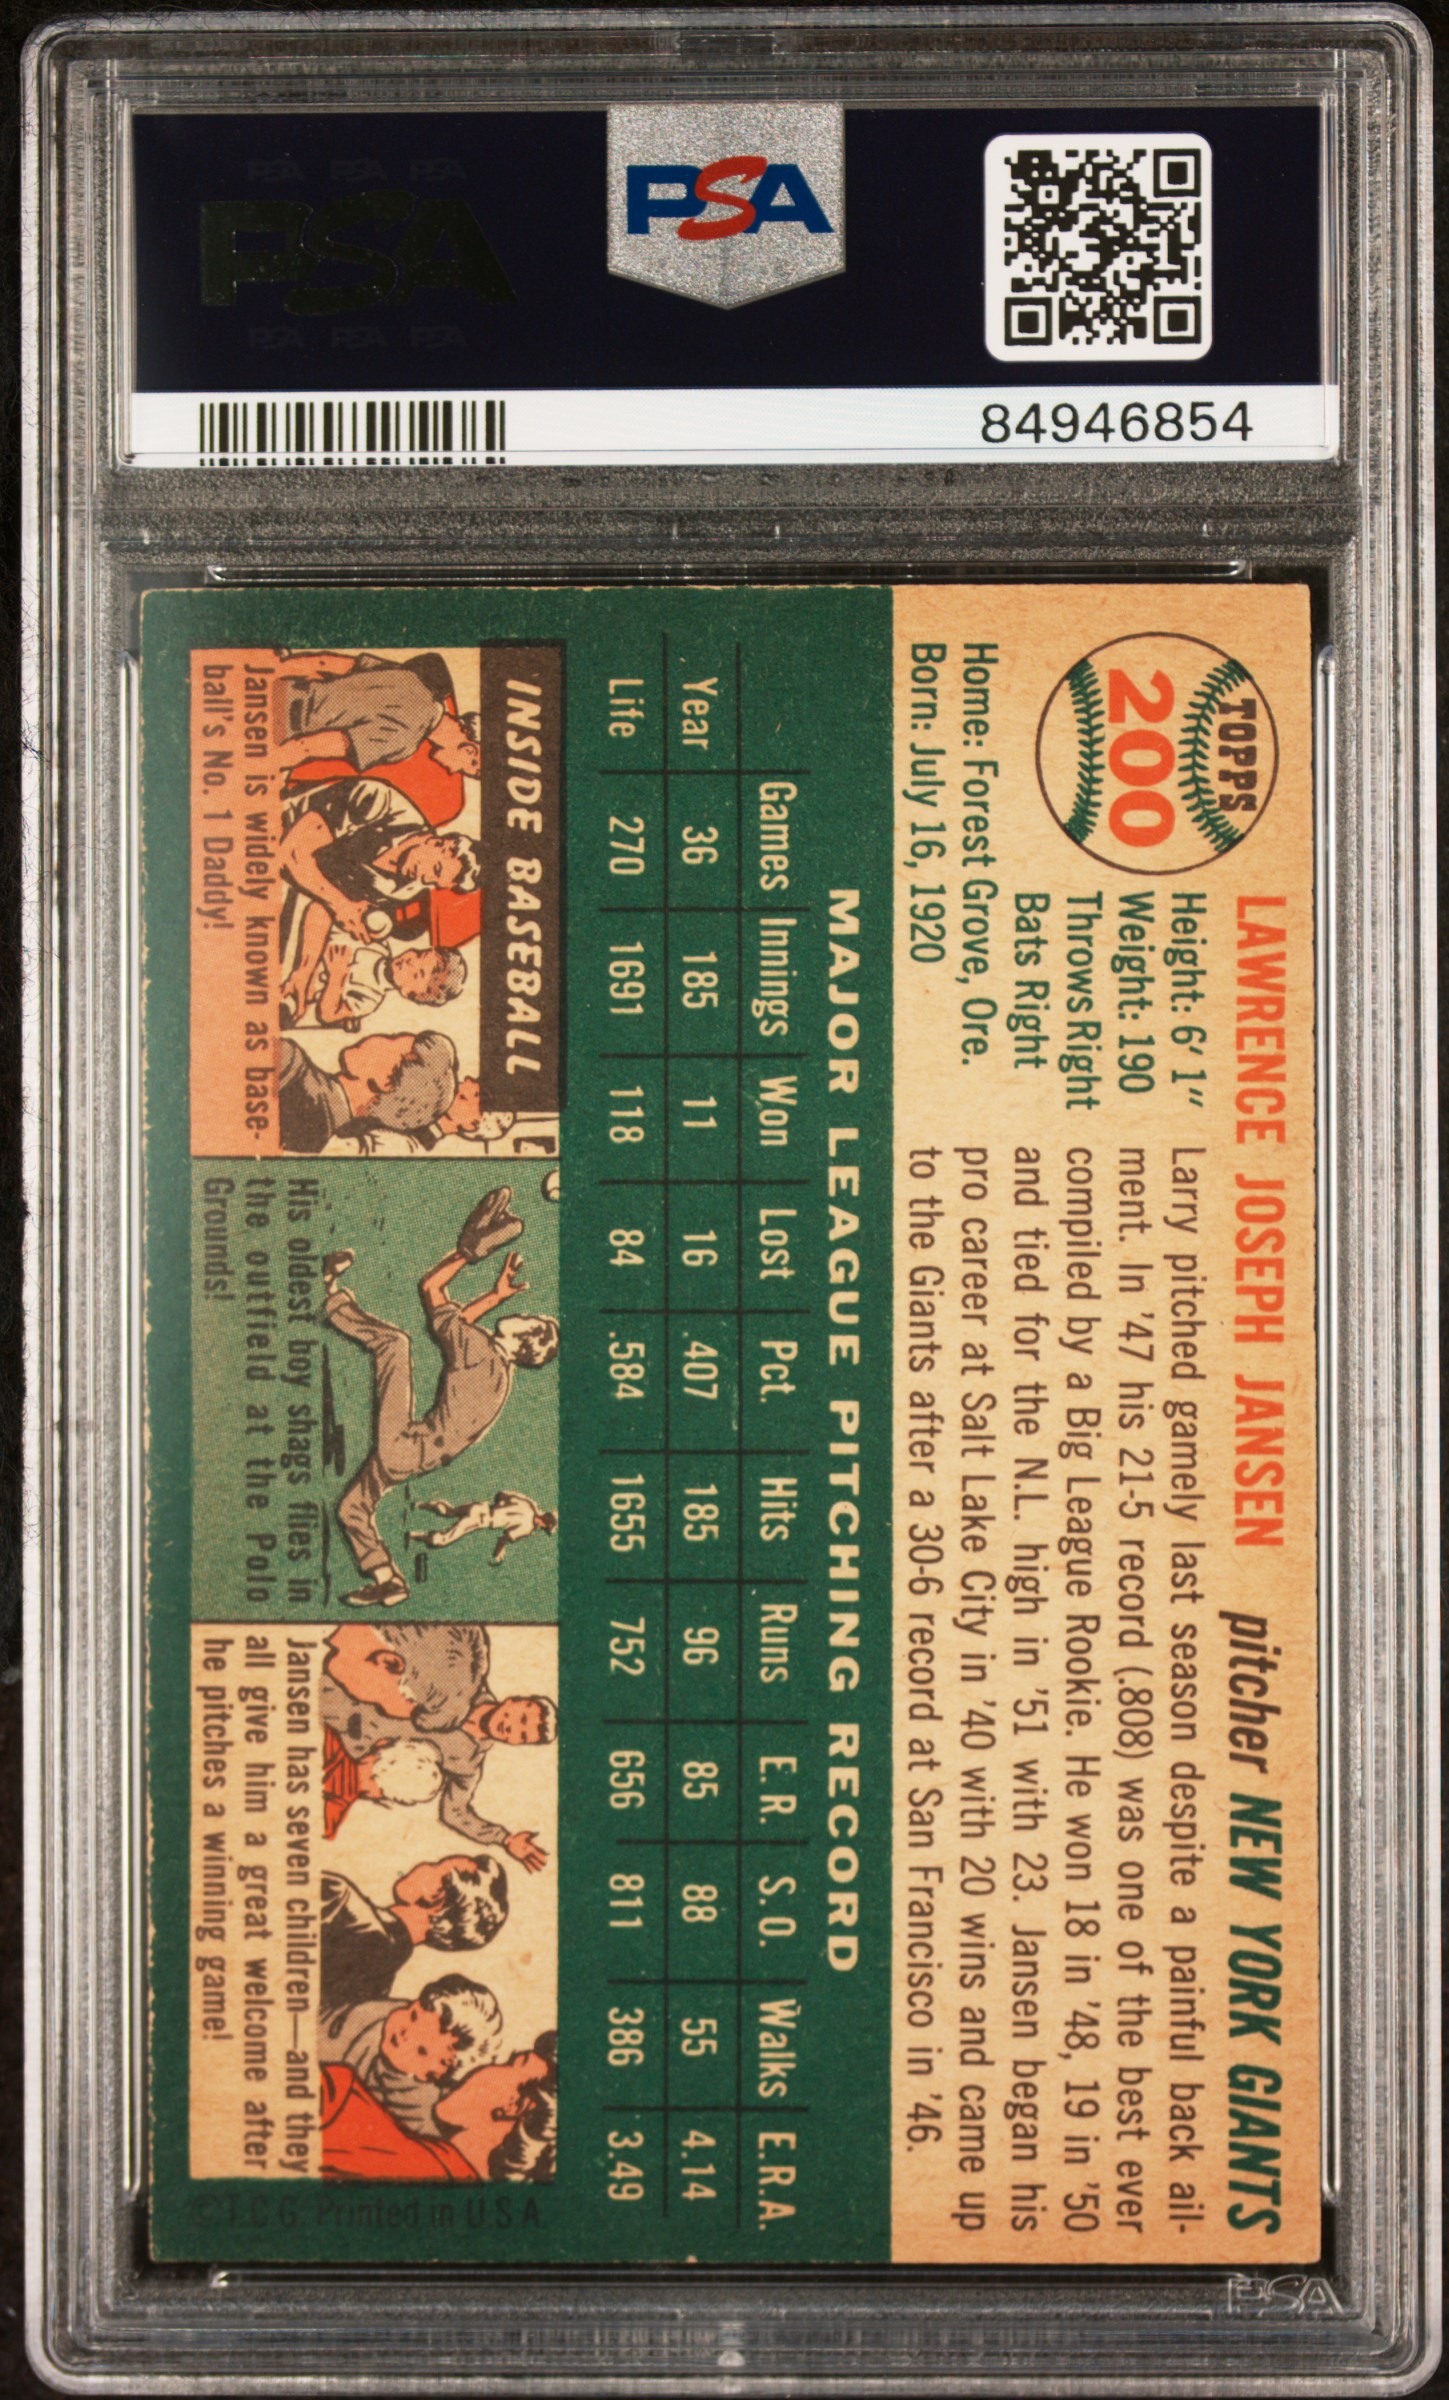 PSA PSA PSA
PSA
PSA PSA PSA
PSA
84946854
TOPPS
200
LAWRENCE JOSEPH JANSEN pitcher NEW YORK GIANTS
Height: 6' 1"
Weight: 190
Throws Right
Bats Right
Home: Forest Grove, Ore.
Born: July 16, 1920
Larry pitched gamely last season despite a painful back ail-
ment. In '47 his 21-5 record (.808) was one of the best ever
compiled by a Big League Rookie. He won 18 in '48, 19 in '50
and tied for the N.L. high in '51 with 23. Jansen began his
pro career at Salt Lake City in '40 with 20 wins and came up
to the Giants after a 30-6 record at San Francisco in '46.
MAJOR LEAGUE PITCHING RECORD
Games Innings Won Lost Pct. Hits Runs E. R. S. O. Walks E.R.A.
Year 36 185 11 16 .407 185 96 85 88 55 4.14
Life 270 1691 118 84 .584 1655 752 656 811 386 3.49
INSIDE BASEBALL
Jansen is widely known as base-
ball's No. 1 Daddy!
His oldest boy shags flies in
the outfield at the Polo
Grounds!
Jansen has seven children—and they
all give him a great welcome after
he pitches a winning game!
© T. C. G. Printed in U S A
PSA